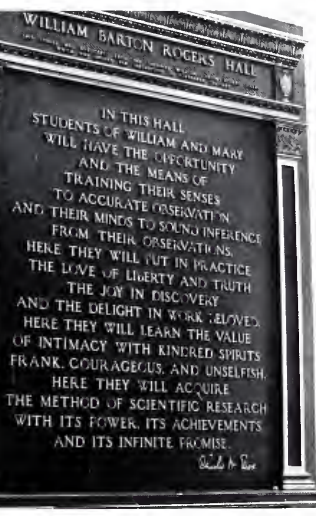 WILLIAM BARTON ROGERS HALL
IN THIS HALL
STUDENTS OF WILLIAM AND MARY
WILL HAVE THE OPPORTUNITY
AND THE MEANS OF
TRAINING THEIR SENSES
TO ACCURATE OBSERVATION
AND THEIR MINDS TO SOUND INFERENCE
FROM THEIR OBSERVATIONS.
HERE THEY WILL PUT IN PRACTICE
THE LOVE OF LIBERTY AND TRUTH
THE JOY IN DISCOVERY
AND THE DELIGHT IN WORK BELOVED.
HERE THEY WILL LEARN THE VALUE
OF INTIMACY WITH KINDRED SPIRITS
FRANK, COURAGEOUS, AND UNSELFISH.
HERE THEY WILL ACQUIRE
THE METHOD OF SCIENTIFIC RESEARCH
WITH ITS POWER, ITS ACHIEVEMENTS
AND ITS INFINITE PROMISE.